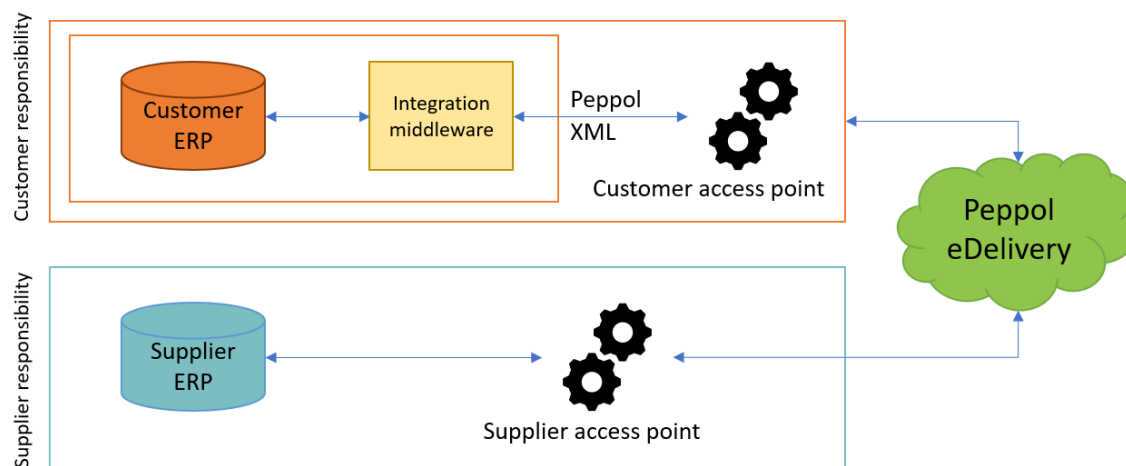 Customer responsibility
Customer
ERP
Integration
middleware
Peppol
XML
Customer access point
Peppol
eDelivery
Supplier responsibility
Supplier
ERP
Supplier access point